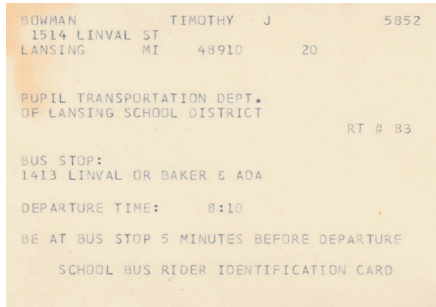 BOWMAN TIMOTHY J 5852
1514 LINVAL ST
LANSING MI 48910 20
PUPIL TRANSPORTATION DEPT.
OF LANSING SCHOOL DISTRICT
RT # 83
BUS STOP:
1413 LINVAL OR BAKER & ADA
DEPARTURE TIME: 8:10
BE AT BUS STOP 5 MINUTES BEFORE DEPARTURE
SCHOOL BUS RIDER IDENTIFICATION CARD